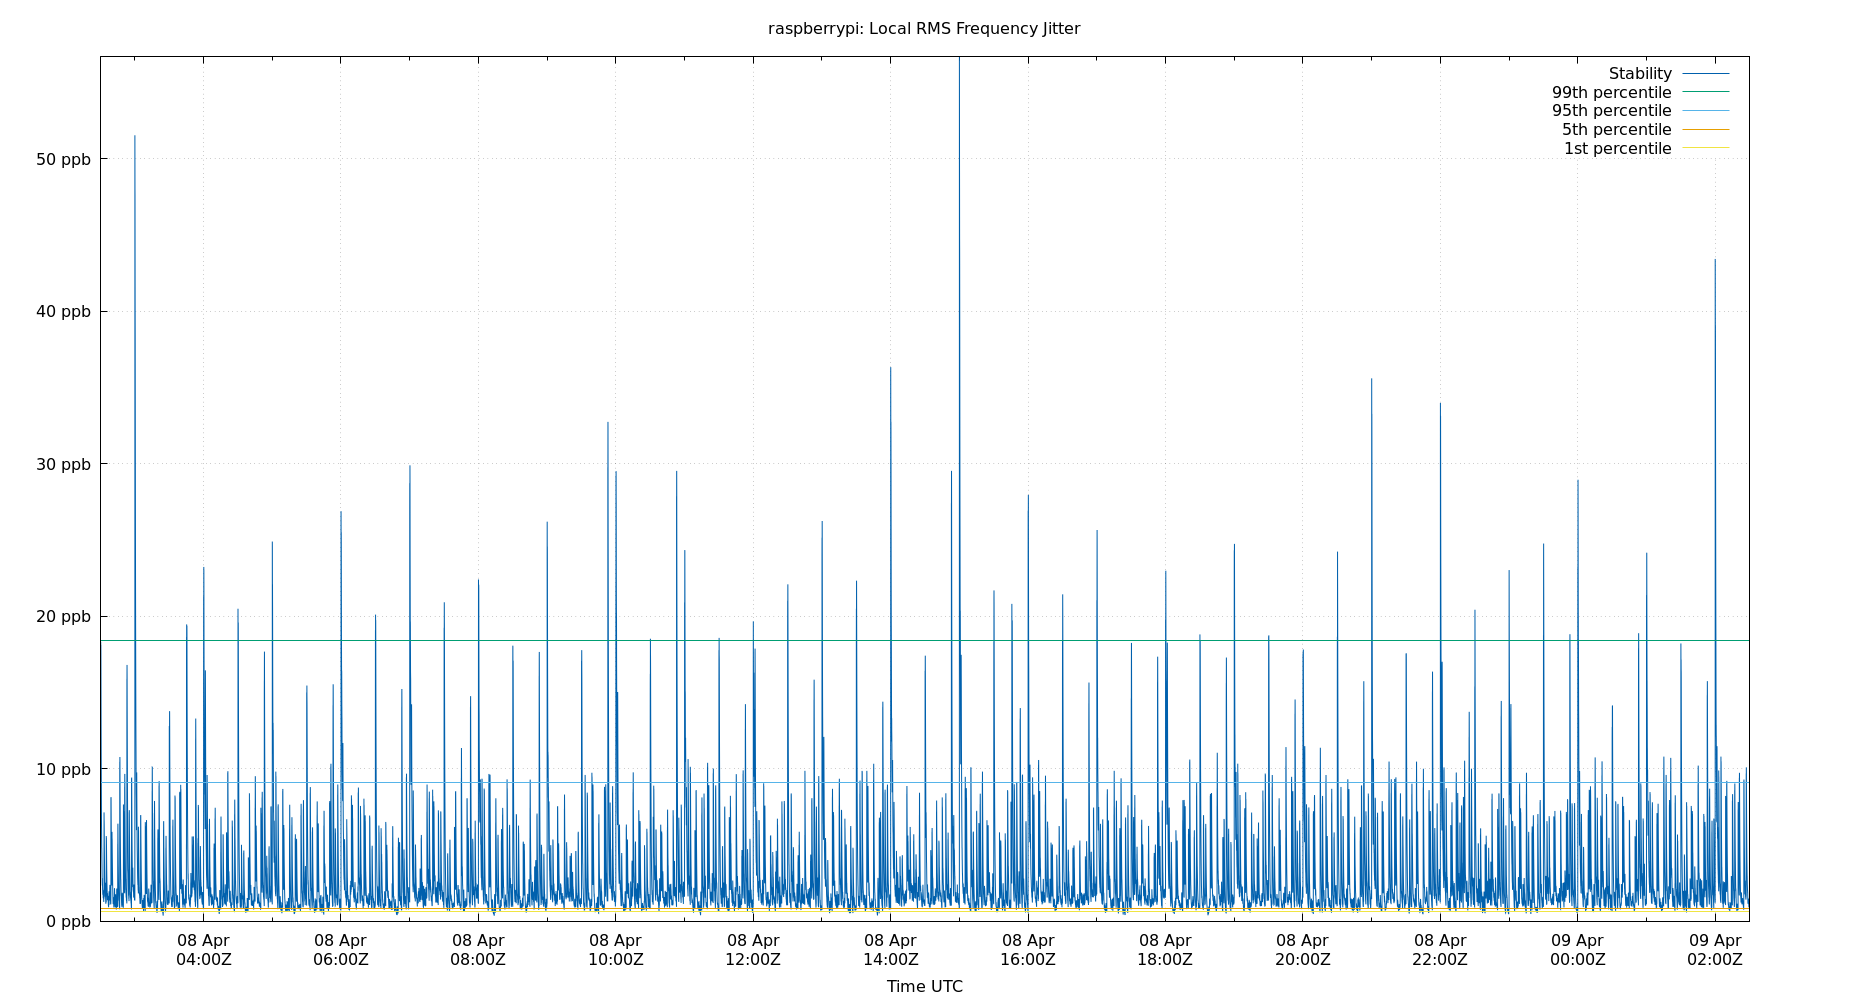 raspberrypi: Local RMS Frequency Jitter
Stability
99th percentile
95th percentile
5th percentile
1st percentile
50 ppb
40 ppb
30 ppb
20 ppb
10 ppb
0 ppb
08 Apr 08 Apr 08 Apr 08 Apr 08 Apr 08 Apr 08 Apr 08 Apr 08 Apr 08 Apr 09 Apr 09 Apr
04:00Z 06:00Z 08:00Z 10:00Z 12:00Z 14:00Z 16:00Z 18:00Z 20:00Z 22:00Z 00:00Z 02:00Z
Time UTC